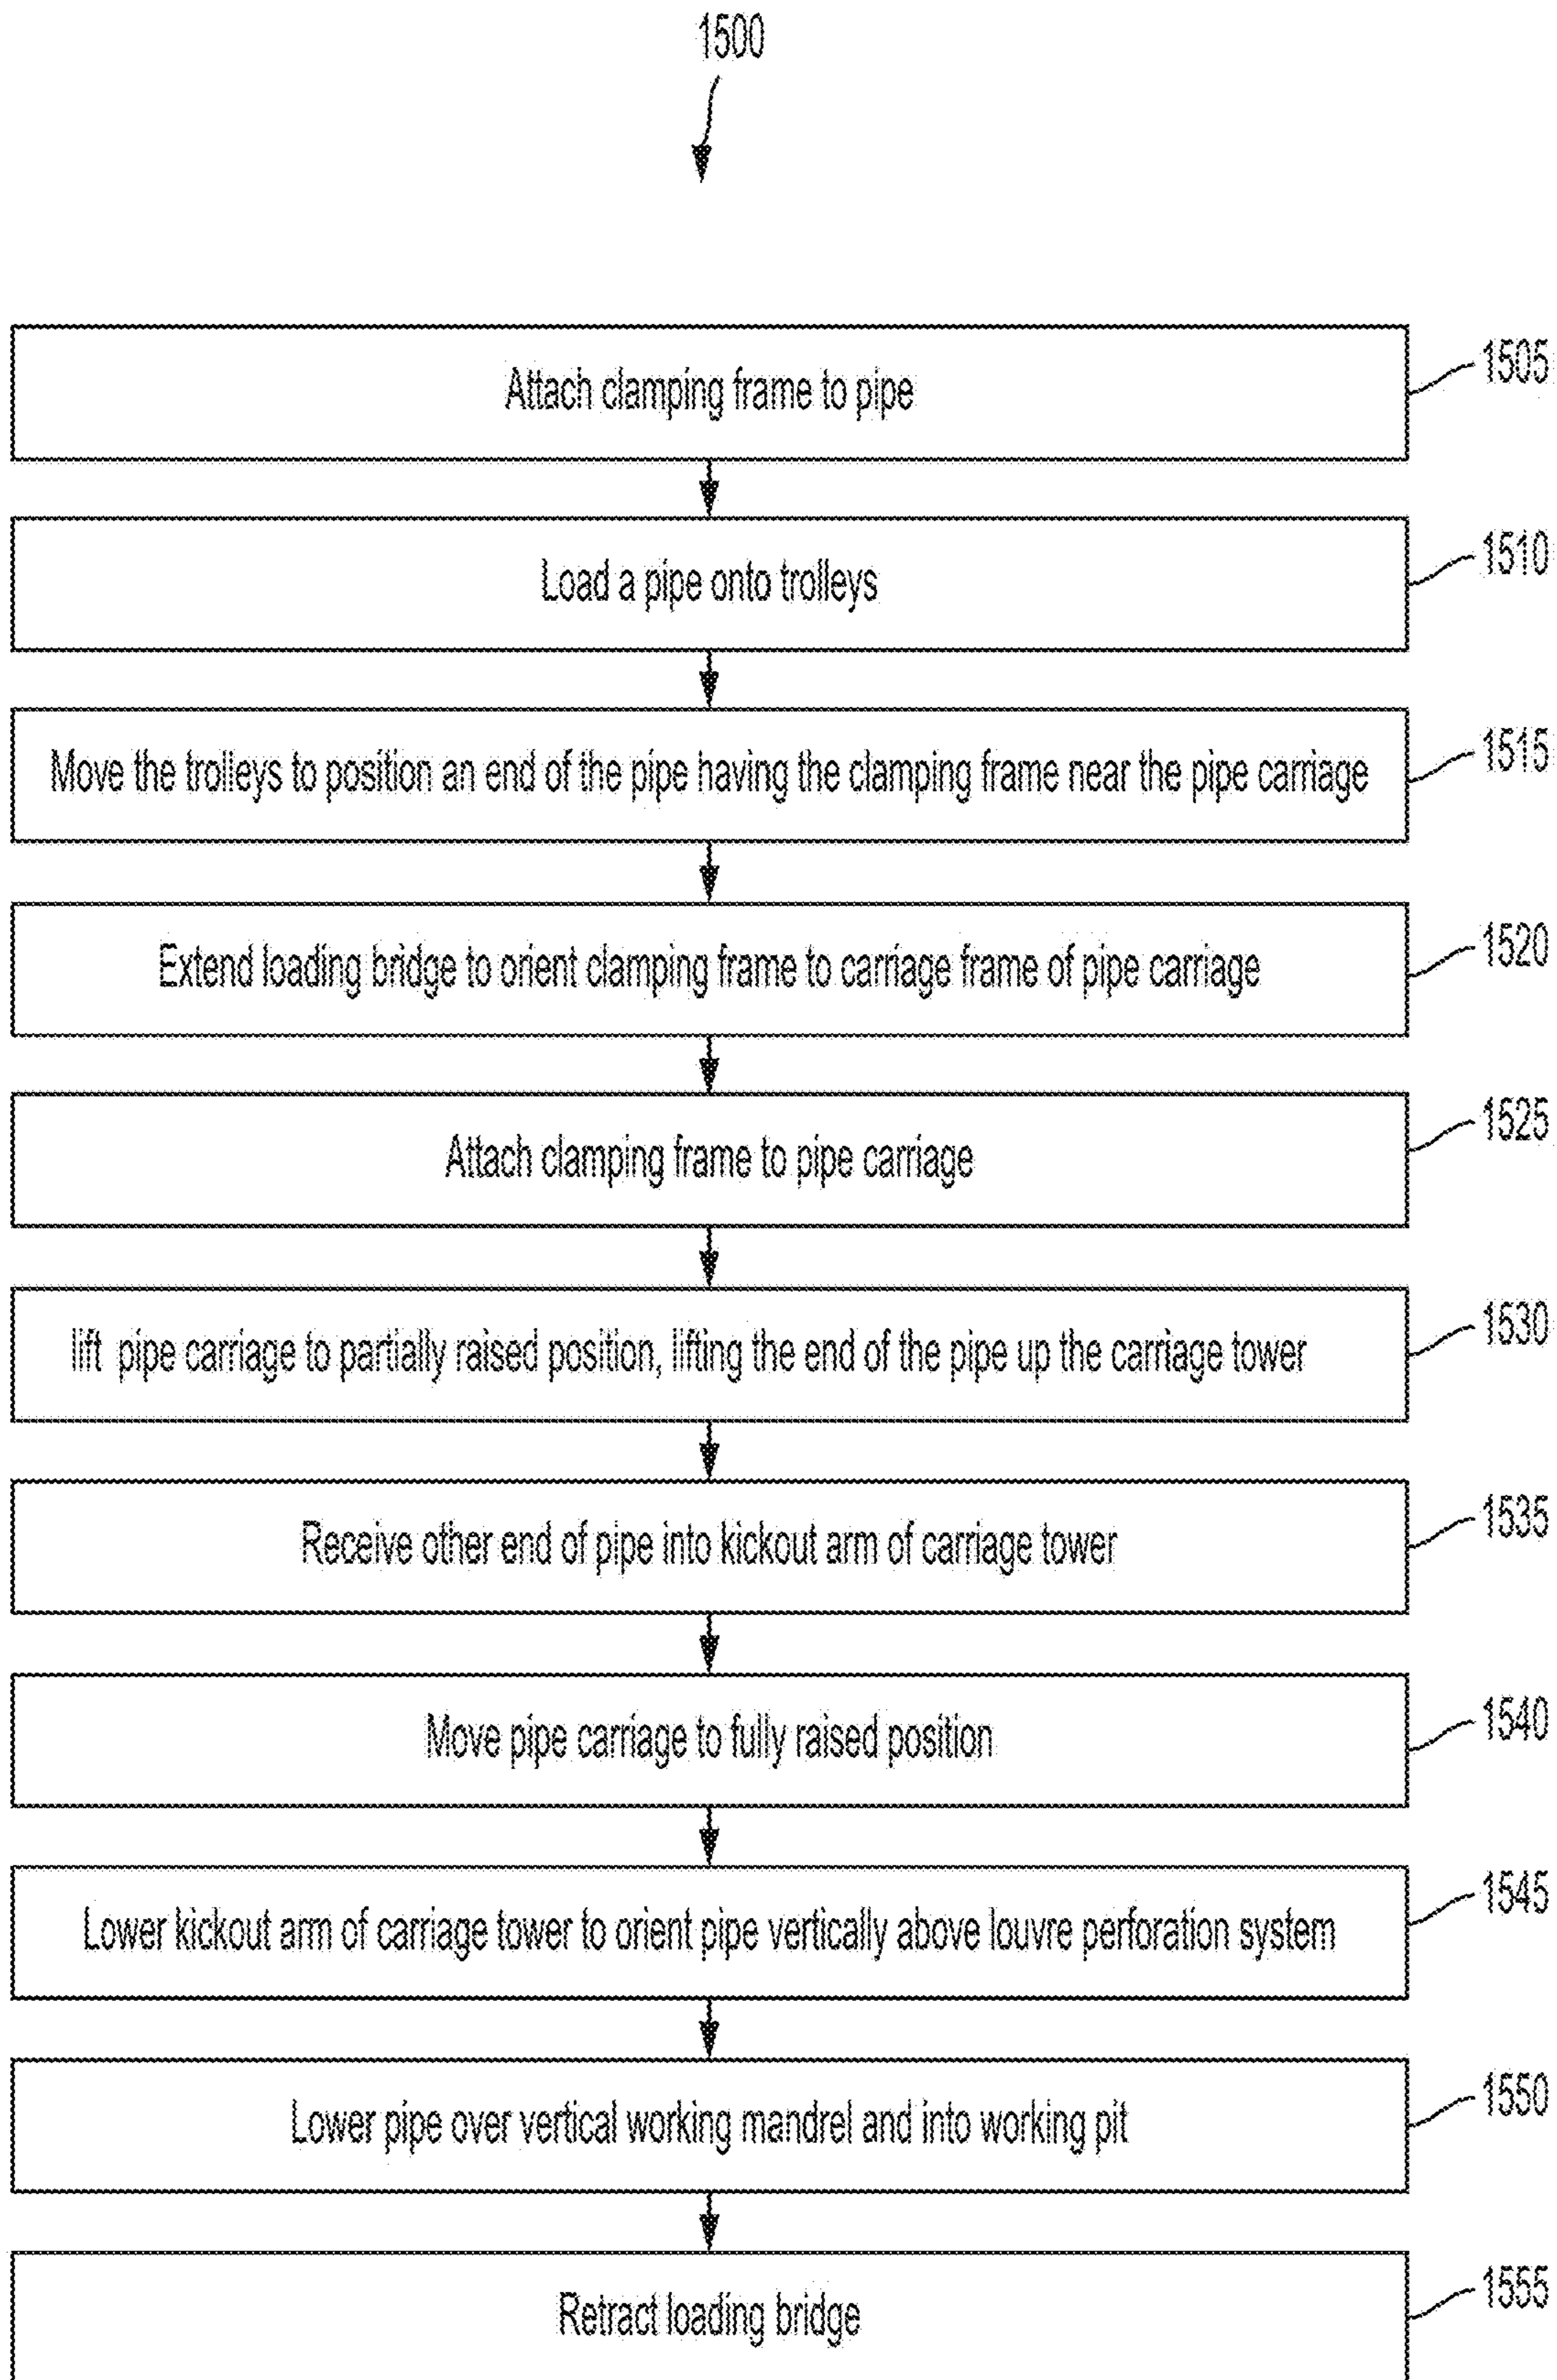 1500
Attach clamping frame to pipe
1505
Load a pipe onto trolleys
1510
Move the trolleys to position an end of the pipe having the clamping frame near the pipe carriage
1515
Extend loading bridge to orient clamping frame to carriage frame of pipe carriage
1520
Attach clamping frame to pipe carriage
1525
lift pipe carriage to partially raised position, lifting the end of the pipe up the carriage tower
1530
Receive other end of pipe into kickout arm of carriage tower
1535
Move pipe carriage to fully raised position
1540
Lower kickout arm of carriage tower to orient pipe vertically above louvre perforation system
1545
Lower pipe over vertical working mandrel and into working pit
1550
Retract loading bridge
1555